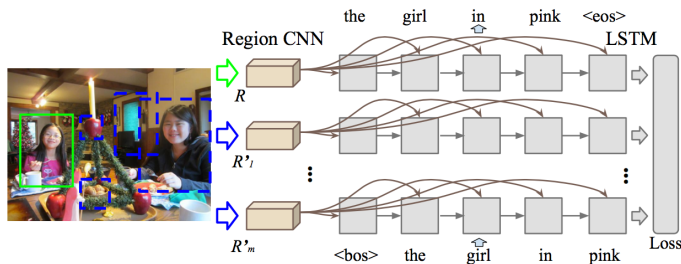 the girl in pink <eos>
Region CNN LSTM
R
R'1
R'm
Loss
<bos> the girl in pink